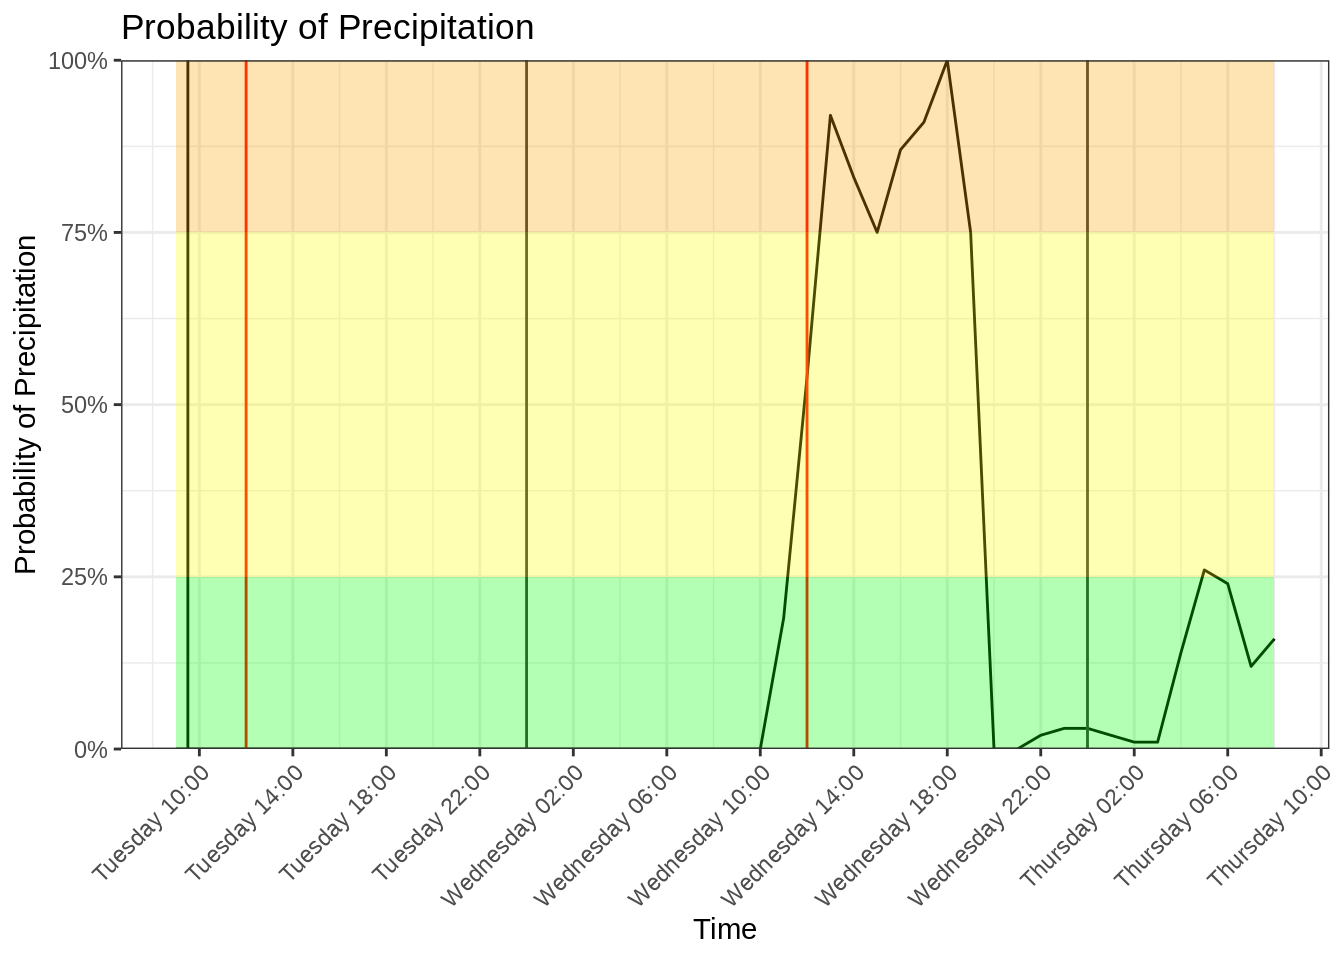 Probability of Precipitation
Probability of Precipitation
100%
75%
50%
25%
0%
Tuesday 10:00
Tuesday 14:00
Tuesday 18:00
Tuesday 22:00
Wednesday 02:00
Wednesday 06:00
Wednesday 10:00
Wednesday 14:00
Wednesday 18:00
Wednesday 22:00
Thursday 02:00
Thursday 06:00
Thursday 10:00
Time